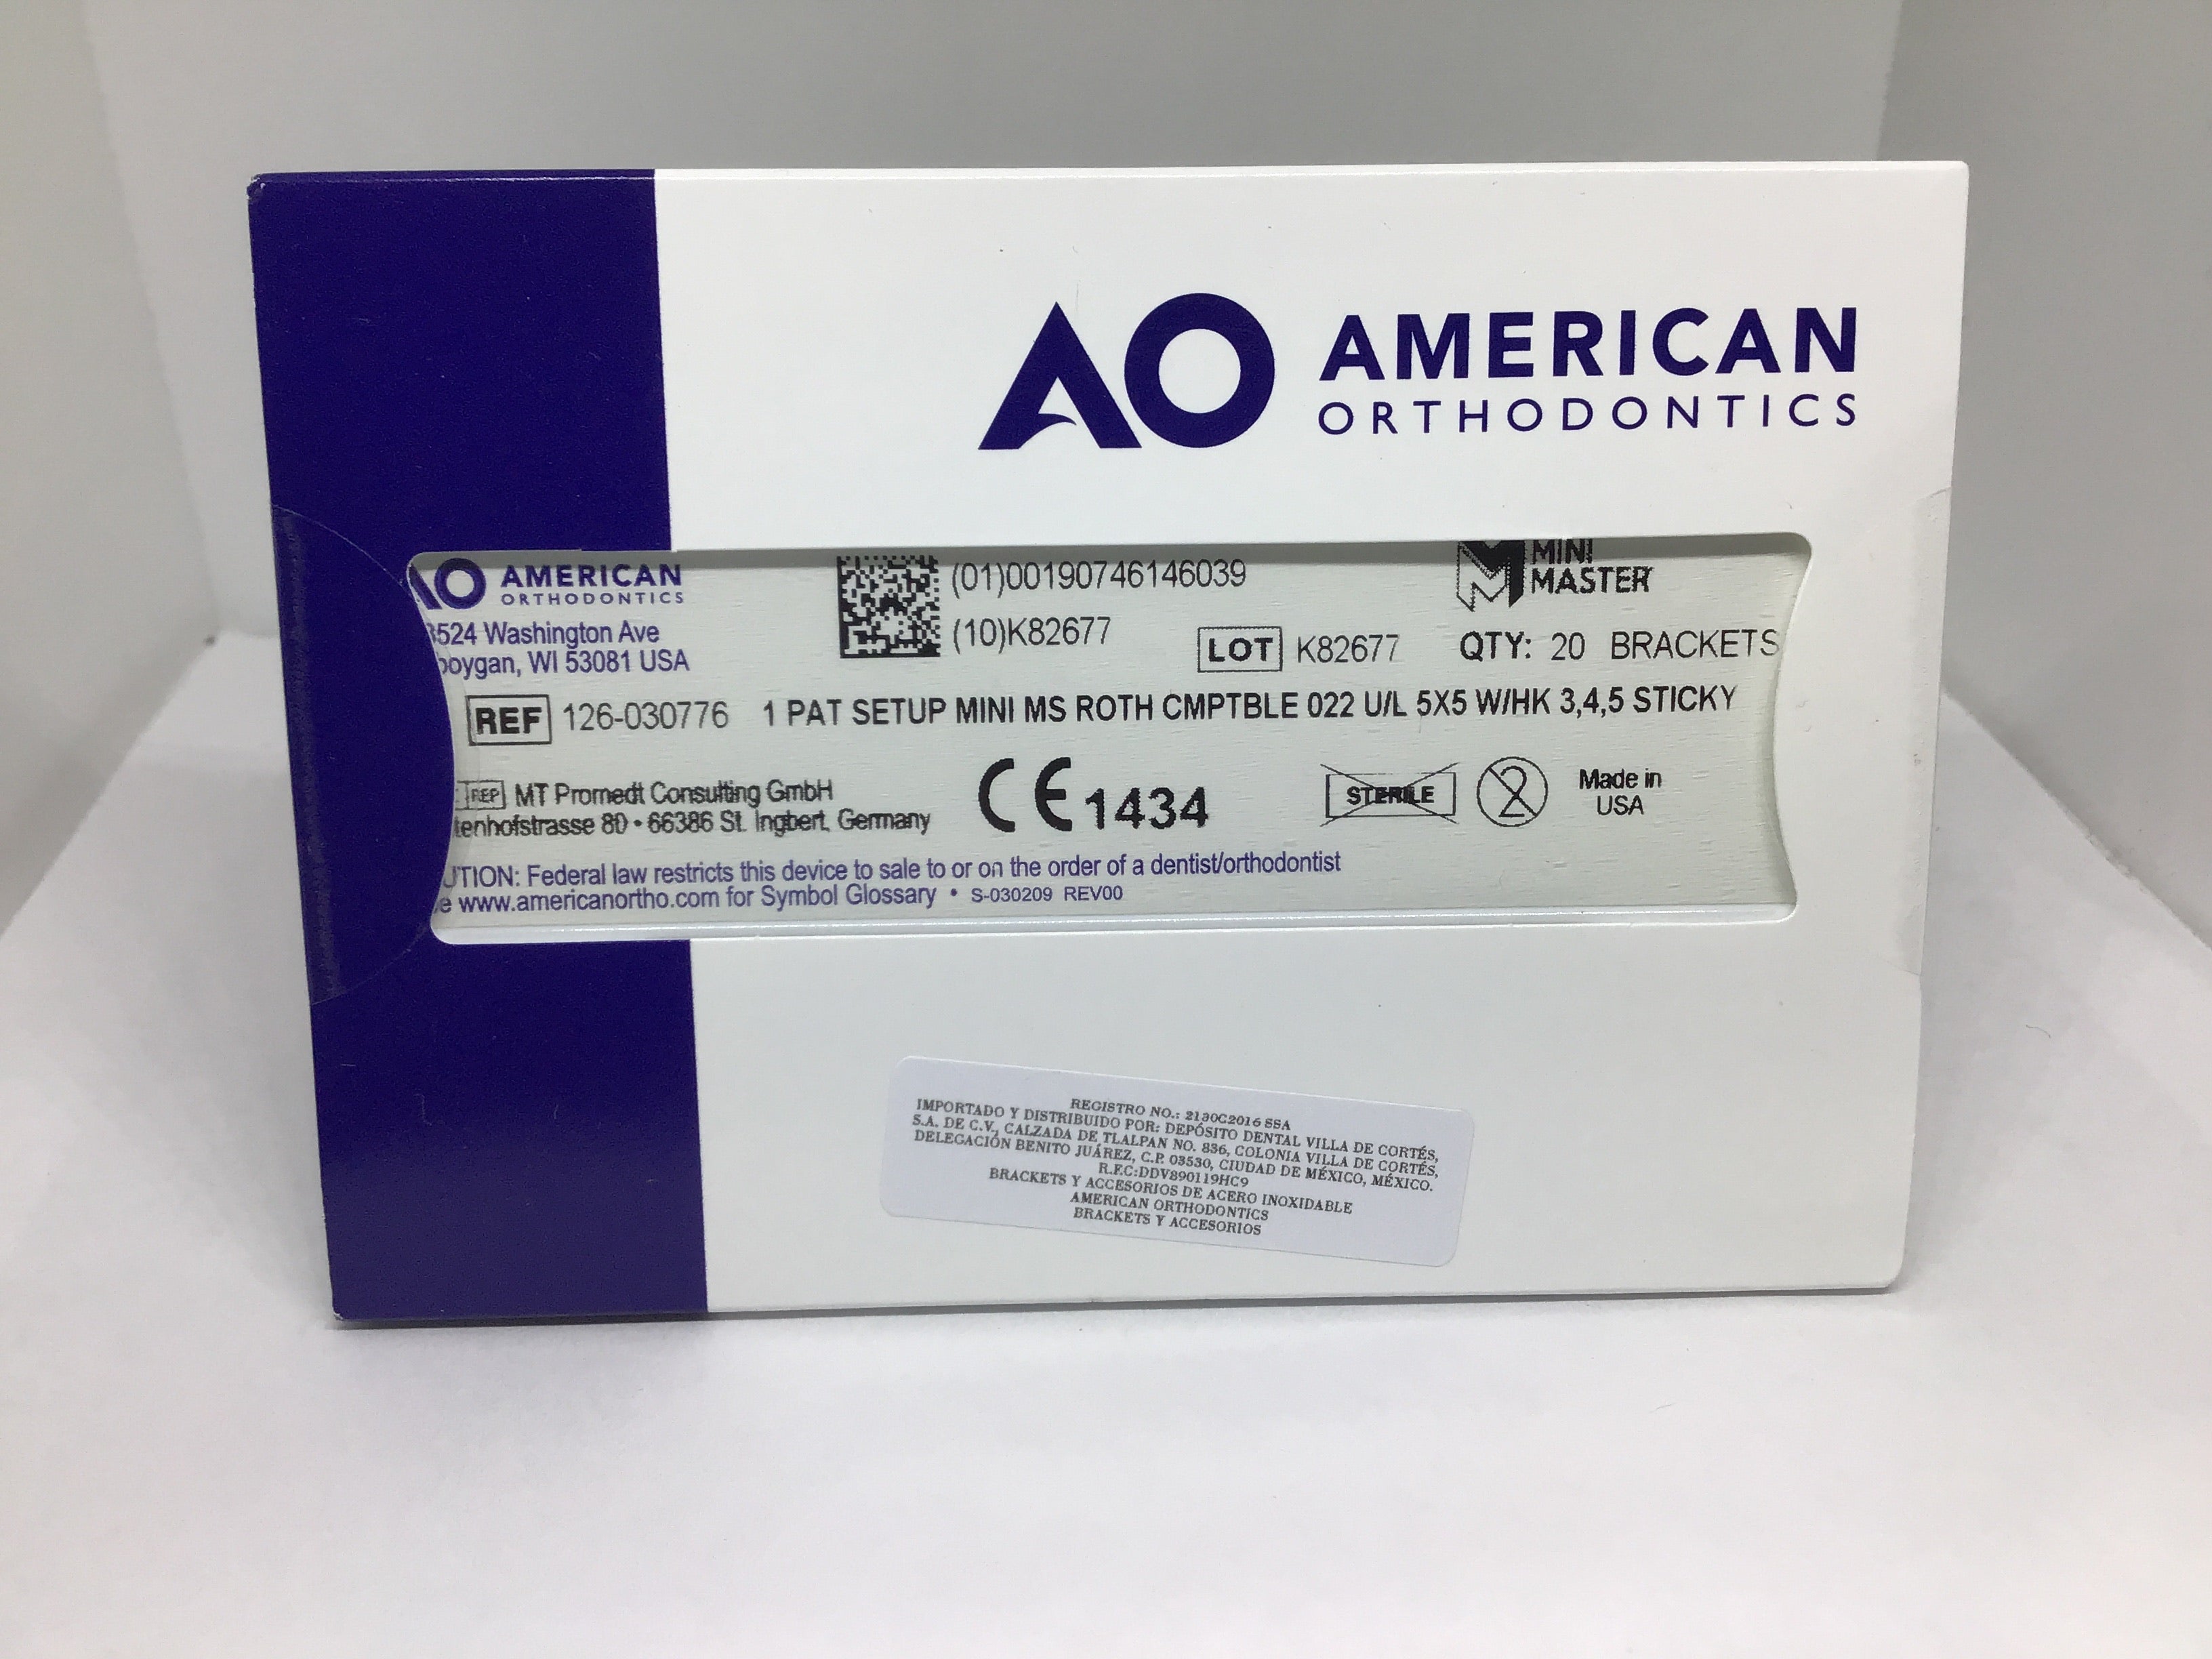 AO AMERICAN
ORTHODONTICS
AO AMERICAN
ORTHODONTICS
3524 Washington Ave
boygan, WI 53081 USA
(01)00190746146039
(10)K82677
LOT K82677
MINI
MASTER
QTY: 20 BRACKETS
REF 126-030776 1 PAT SETUP MINI MS ROTH CMPTBLE 022 U/L 5X5 W/HK 3,4,5 STICKY
REP MT Promedt Consulting GmbH
tenhofstrasse 80 • 66386 St. Ingbert, Germany
CE 1434
STERILE
2
Made in
USA
UTION: Federal law restricts this device to sale to or on the order of a dentist/orthodontist
e www.americanortho.com for Symbol Glossary • S-030209 REV00
REGISTRO NO.: 2130C2016 SSA
IMPORTADO Y DISTRIBUIDO POR: DEPÓSITO DENTAL VILLA DE CORTÉS,
S.A. DE C.V., CALZADA DE TLALPAN NO. 836, COLONIA VILLA DE CORTÉS,
DELEGACIÓN BENITO JUÁREZ, C.P. 03530, CIUDAD DE MÉXICO, MÉXICO.
R.F.C:DDV890119HC9
BRACKETS Y ACCESORIOS DE ACERO INOXIDABLE
AMERICAN ORTHODONTICS
BRACKETS Y ACCESORIOS